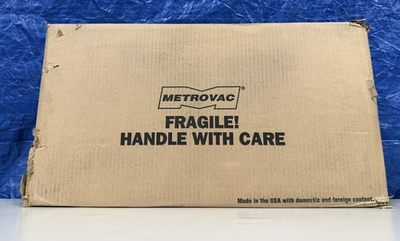 METROVAC®
FRAGILE!
HANDLE WITH CARE
Made in the USA with domestic and foreign content.